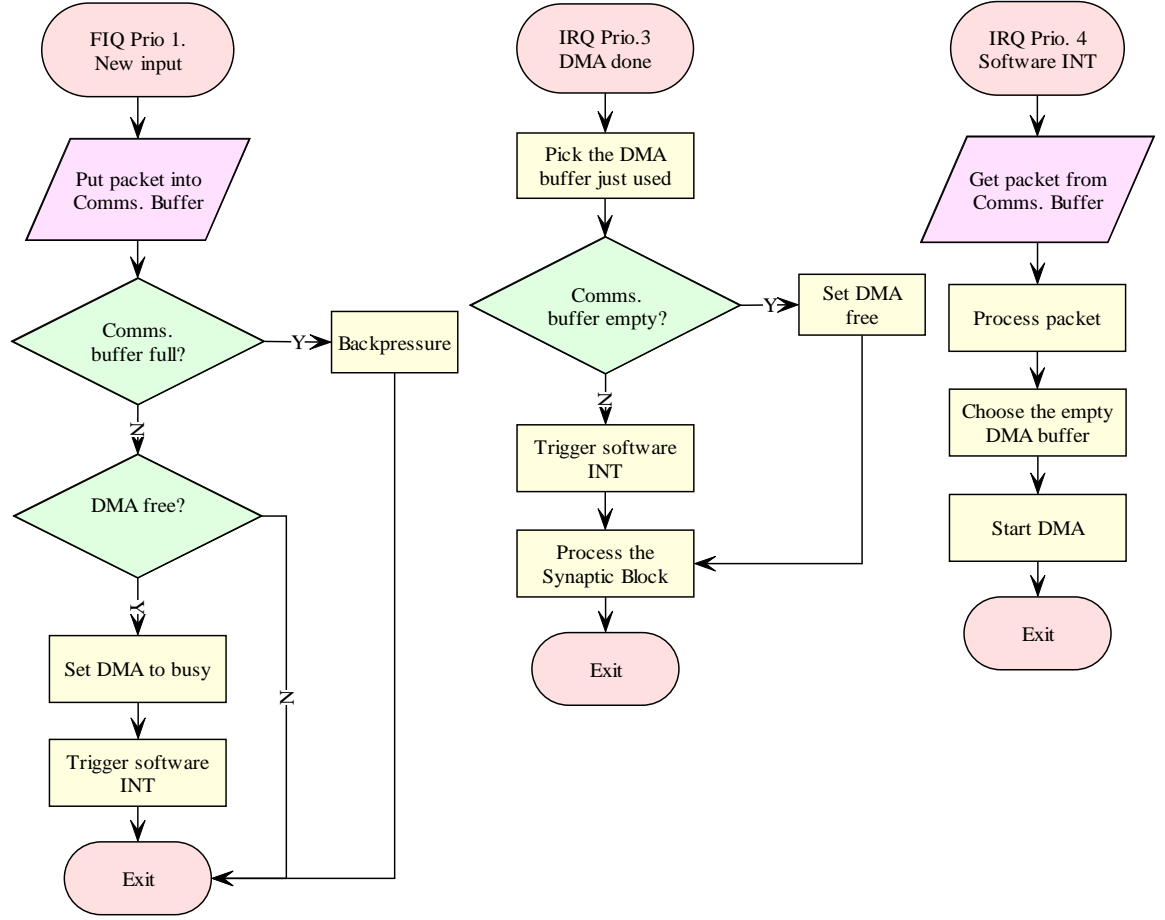 FIQ Prio 1.
New input
Put packet into
Comms. Buffer
Comms.
buffer full?
Y
Backpressure
N
DMA free?
Y
N
Set DMA to busy
Trigger software
INT
Exit
IRQ Prio.3
DMA done
Pick the DMA
buffer just used
Comms.
buffer empty?
Y
Set DMA
free
N
Trigger software
INT
Process the
Synaptic Block
Exit
IRQ Prio. 4
Software INT
Get packet from
Comms. Buffer
Process packet
Choose the empty
DMA buffer
Start DMA
Exit